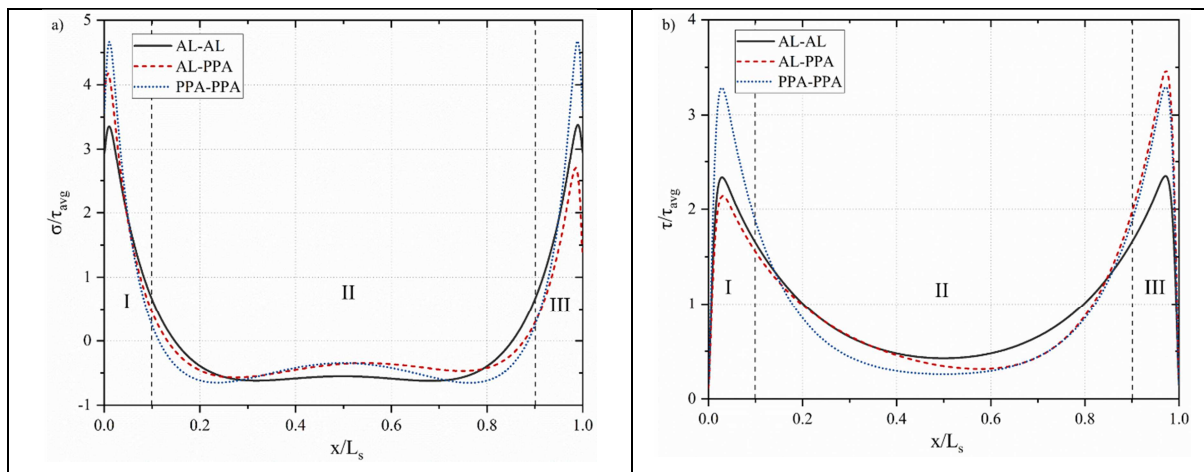 a)
5
4
3
2
1
0
-1
σ/τavg
AL-AL
AL-PPA
PPA-PPA
I
II
III
0.0 0.2 0.4 0.6 0.8 1.0
x/Ls
b)
4
3
2
1
0
τ/τavg
AL-AL
AL-PPA
PPA-PPA
I
II
III
0.0 0.2 0.4 0.6 0.8 1.0
x/Ls